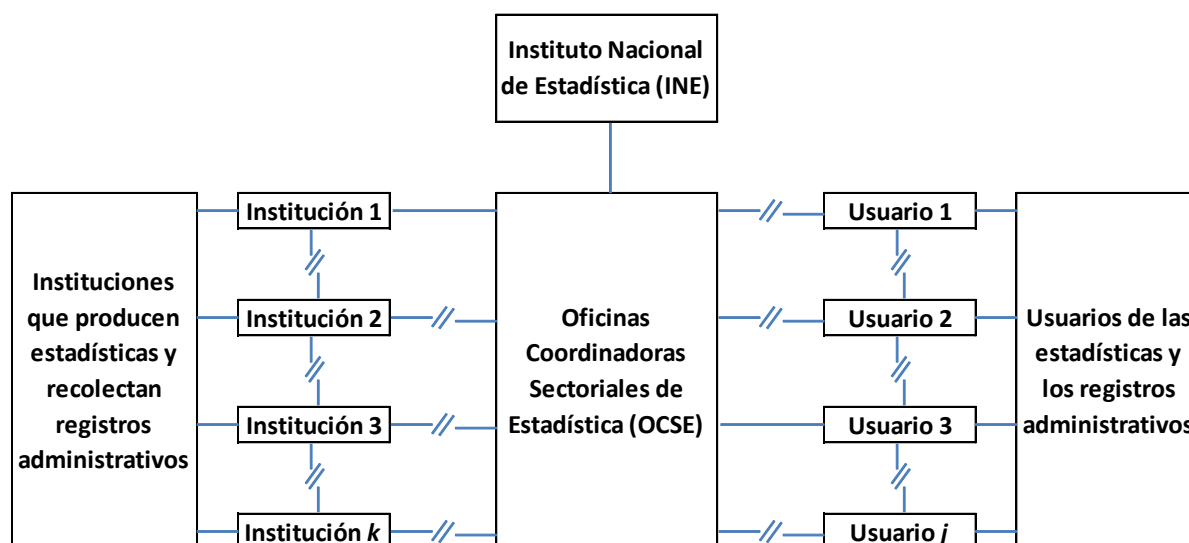 Instituto Nacional
de Estadística (INE)
Institución 1
Usuario 1
Instituciones
que producen
estadísticas y
recolectan
registros
administrativos
Institución 2
Institución 3
Institución k
Oficinas
Coordinadoras
Sectoriales de
Estadística (OCSE)
Usuario 2
Usuario 3
Usuario j
Usuarios de las
estadísticas y
los registros
administrativos